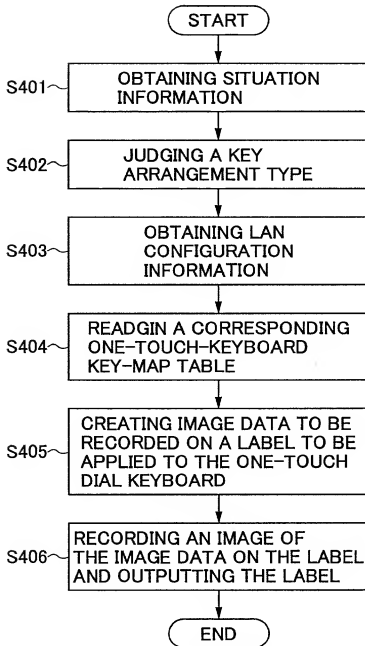 START
S401
OBTAINING SITUATION
INFORMATION
S402
JUDGING A KEY
ARRANGEMENT TYPE
S403
OBTAINING LAN
CONFIGURATION
INFORMATION
S404
READGIN A CORRESPONDING
ONE-TOUCH-KEYBOARD
KEY-MAP TABLE
S405
CREATING IMAGE DATA TO BE
RECORDED ON A LABEL TO BE
APPLIED TO THE ONE-TOUCH
DIAL KEYBOARD
S406
RECORDING AN IMAGE OF
THE IMAGE DATA ON THE LABEL
AND OUTPUTTING THE LABEL
END